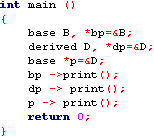 int main ()
{
base B, *bp=&B;
derived D, *dp=&D;
base *p=&D;
bp ->print();
dp -> print();
p -> print();
return 0;
}